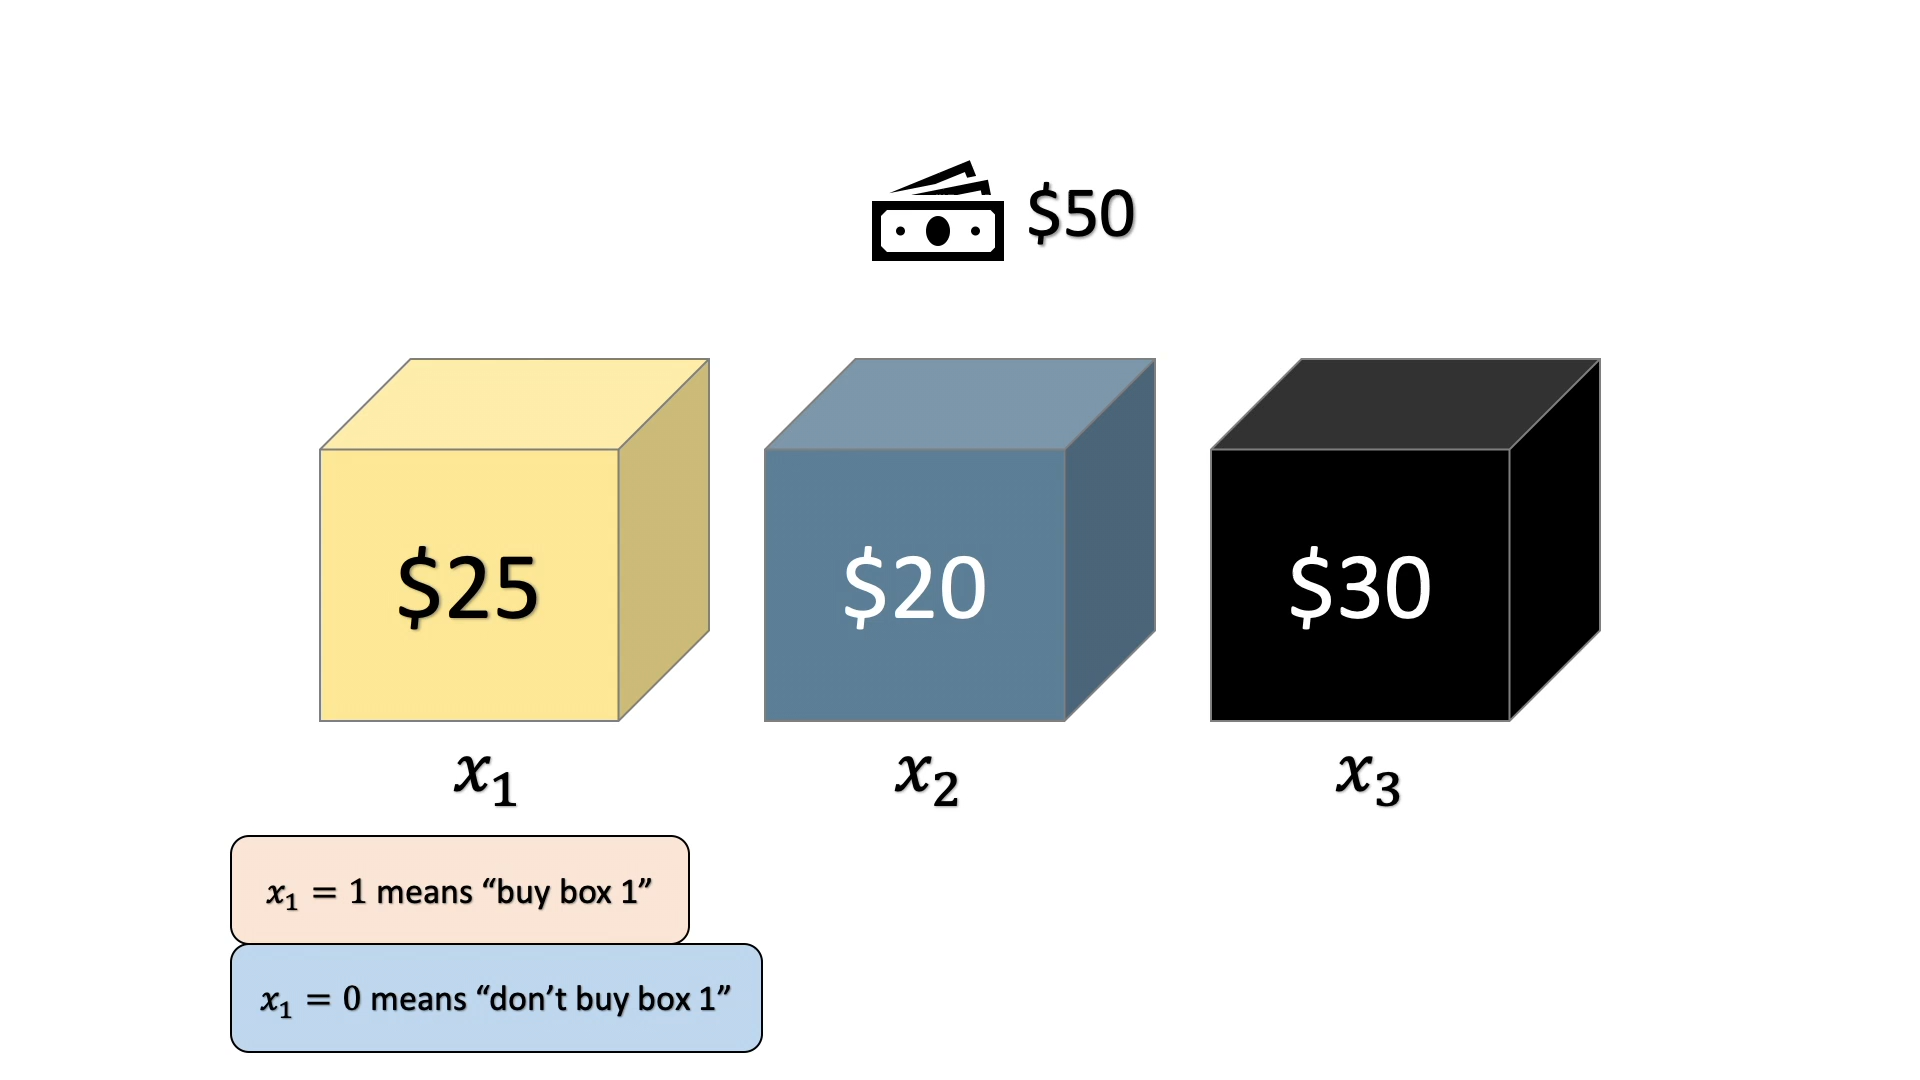 $50
$25
$20
$30
x₁
x₂
x₃
x₁ = 1 means “buy box 1”
x₁ = 0 means “don’t buy box 1”